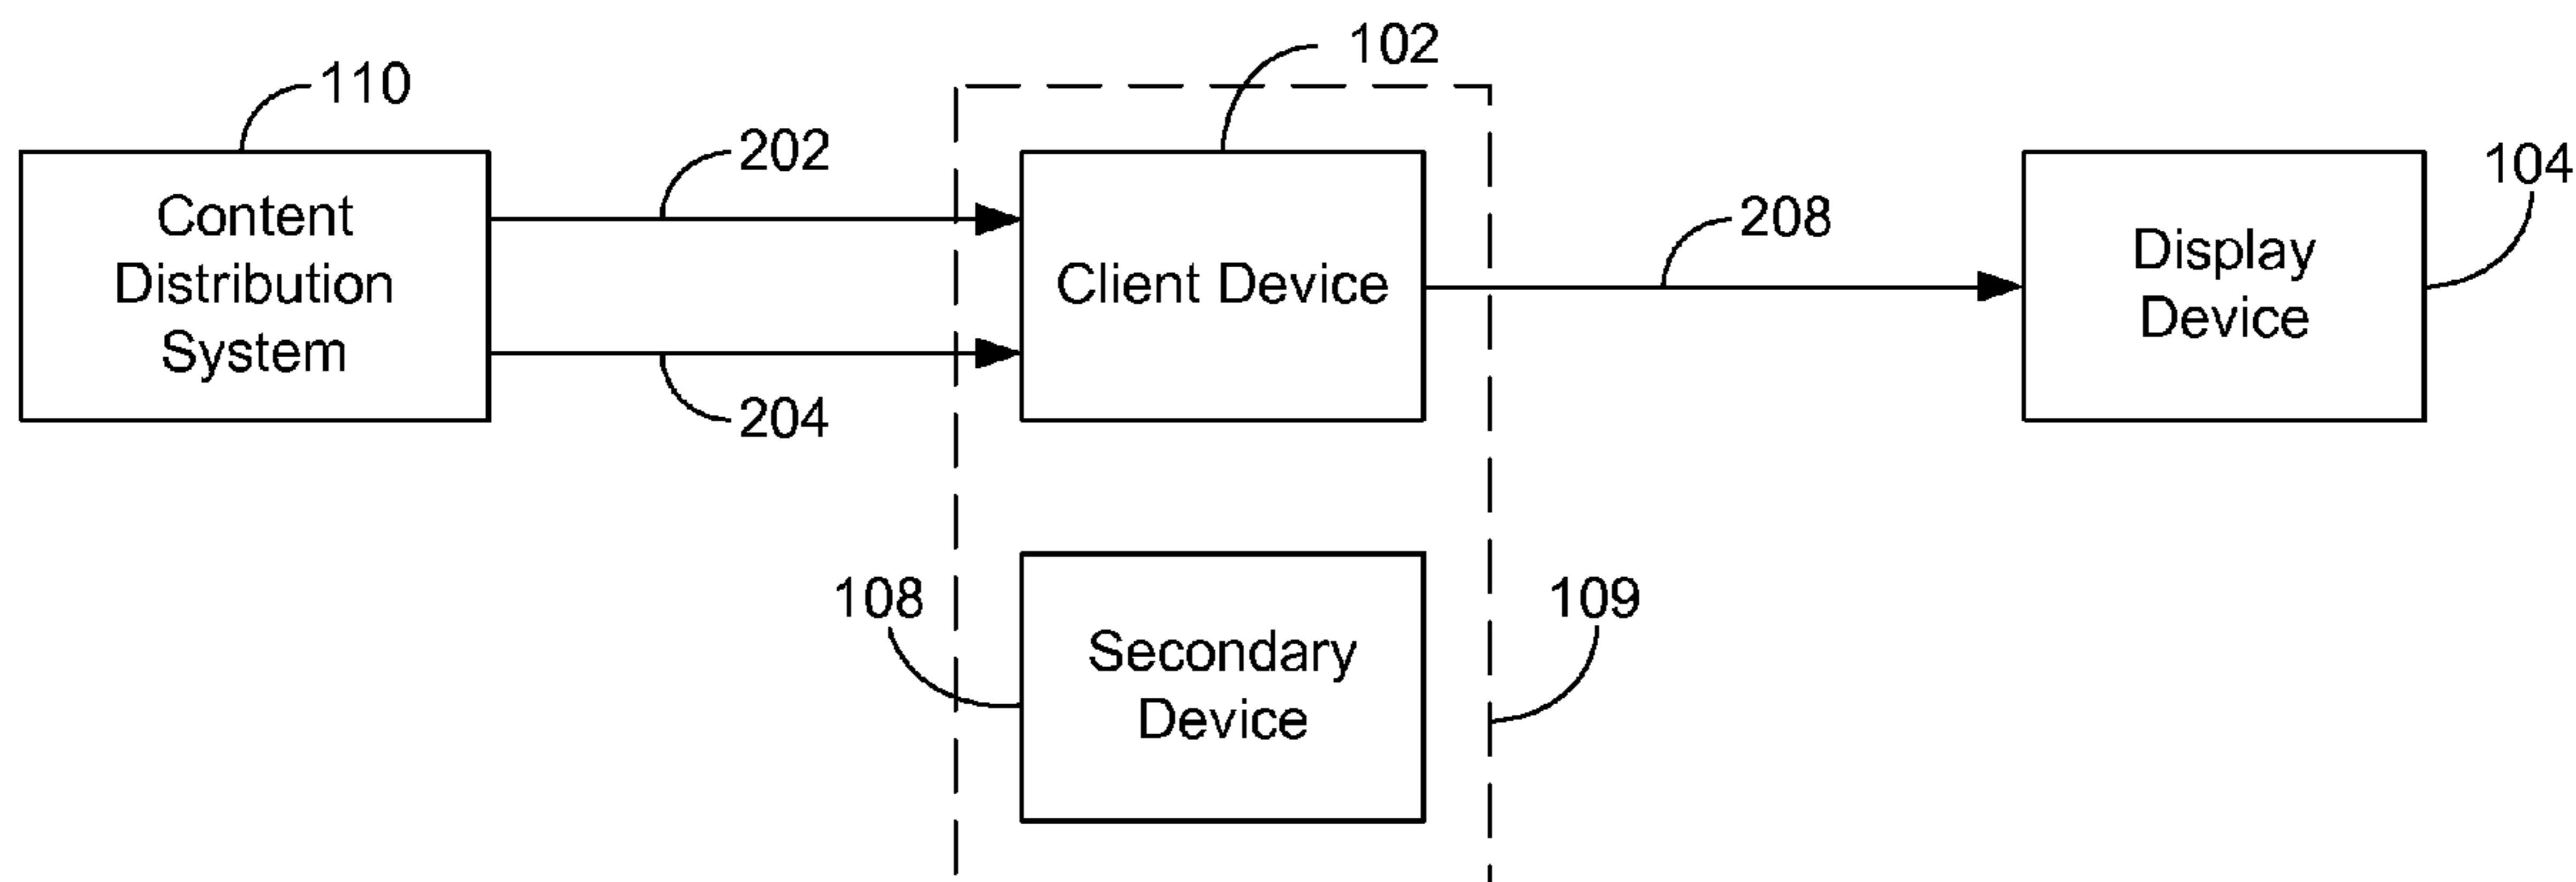 110
102
202
104
Content
Distribution
System
204
Client Device
208
Display
Device
108
Secondary
Device
109